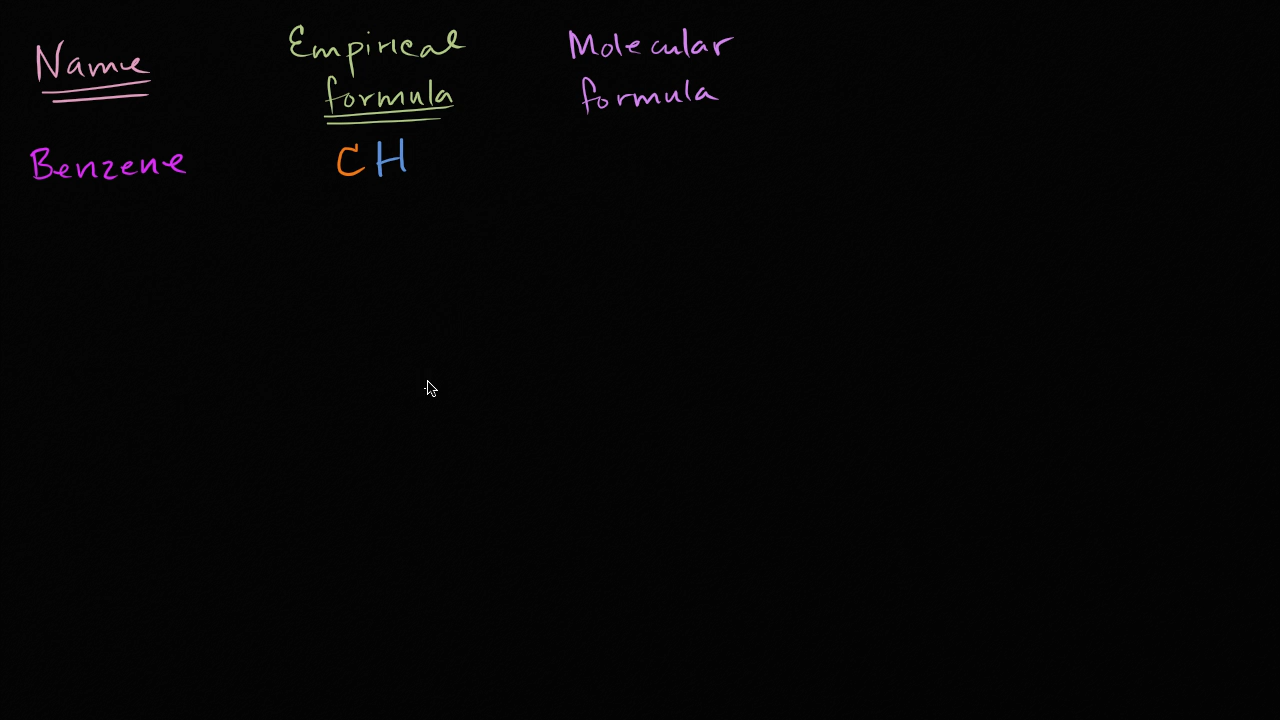 Name
Empirical
formula
Molecular
formula
Benzene
CH